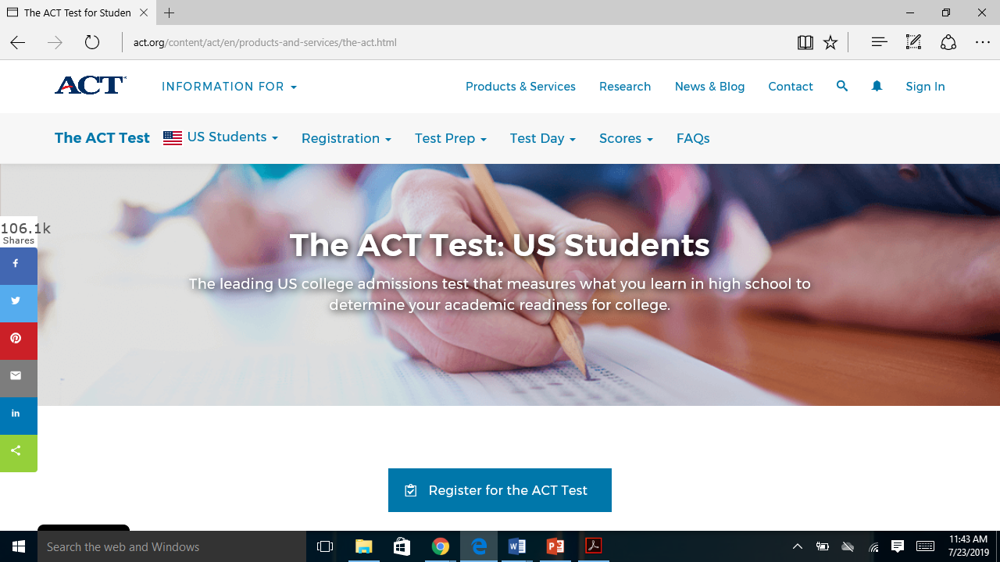 The ACT Test for Studen
act.org/content/act/en/products-and-services/the-act.html
ACT
INFORMATION FOR
Products & Services
Research
News & Blog
Contact
Sign In
The ACT Test
US Students
Registration
Test Prep
Test Day
Scores
FAQs
106.1k
Shares
The ACT Test: US Students
The leading US college admissions test that measures what you learn in high school to
determine your academic readiness for college.
Register for the ACT Test
Search the web and Windows
11:43 AM
7/23/2019